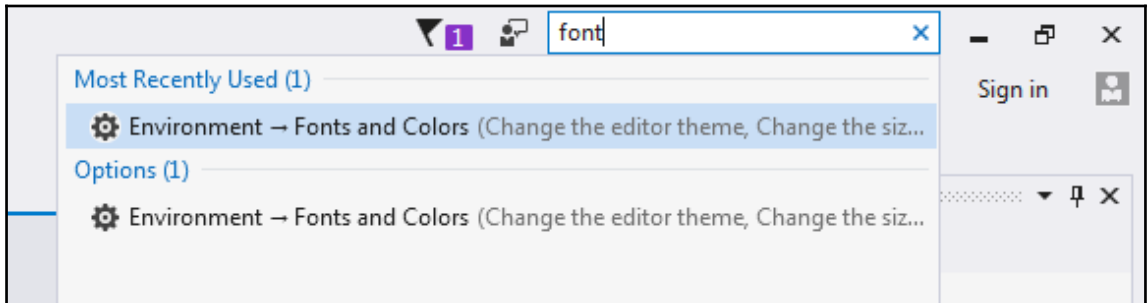 1 font
Most Recently Used (1)
Sign in
Environment → Fonts and Colors (Change the editor theme, Change the siz...
Options (1)
Environment → Fonts and Colors (Change the editor theme, Change the siz...